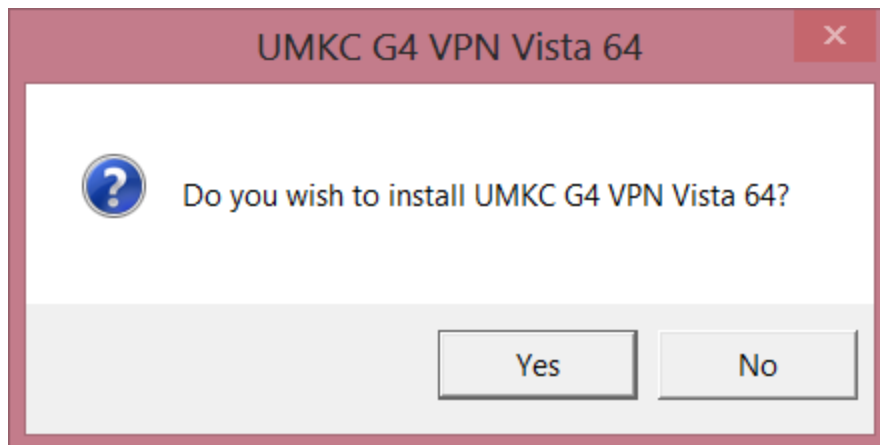 UMKC G4 VPN Vista 64
Do you wish to install UMKC G4 VPN Vista 64?
Yes
No